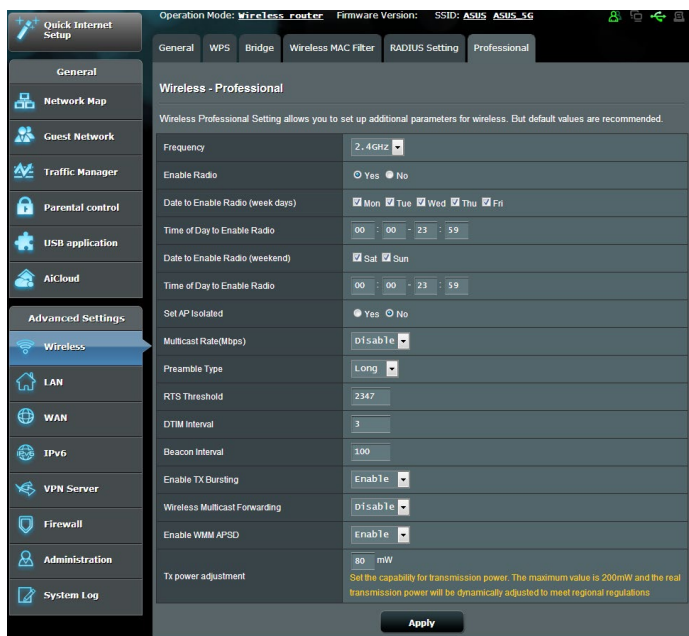 Quick Internet
Setup
Operation Mode: Wireless router Firmware Version: SSID: ASUS ASUS_5G
General WPS Bridge Wireless MAC Filter RADIUS Setting Professional
General
Network Map
Guest Network
Traffic Manager
Parental control
USB application
AiCloud
Advanced Settings
Wireless
LAN
WAN
IPv6
VPN Server
Firewall
Administration
System Log
Wireless - Professional
Wireless Professional Setting allows you to set up additional parameters for wireless. But default values are recommended.
Frequency 2.4GHz
Enable Radio Yes No
Date to Enable Radio (week days) Mon Tue Wed Thu Fri
Time of Day to Enable Radio 00 : 00 - 23 : 59
Date to Enable Radio (weekend) Sat Sun
Time of Day to Enable Radio 00 : 00 - 23 : 59
Set AP Isolated Yes No
Multicast Rate(Mbps) Disable
Preamble Type Long
RTS Threshold 2347
DTIM Interval 3
Beacon Interval 100
Enable TX Bursting Enable
Wireless Multicast Forwarding Disable
Enable WMM APSD Enable
Tx power adjustment 80 mW
Set the capability for transmission power. The maximum value is 200mW and the real
transmission power will be dynamically adjusted to meet regional regulations
Apply